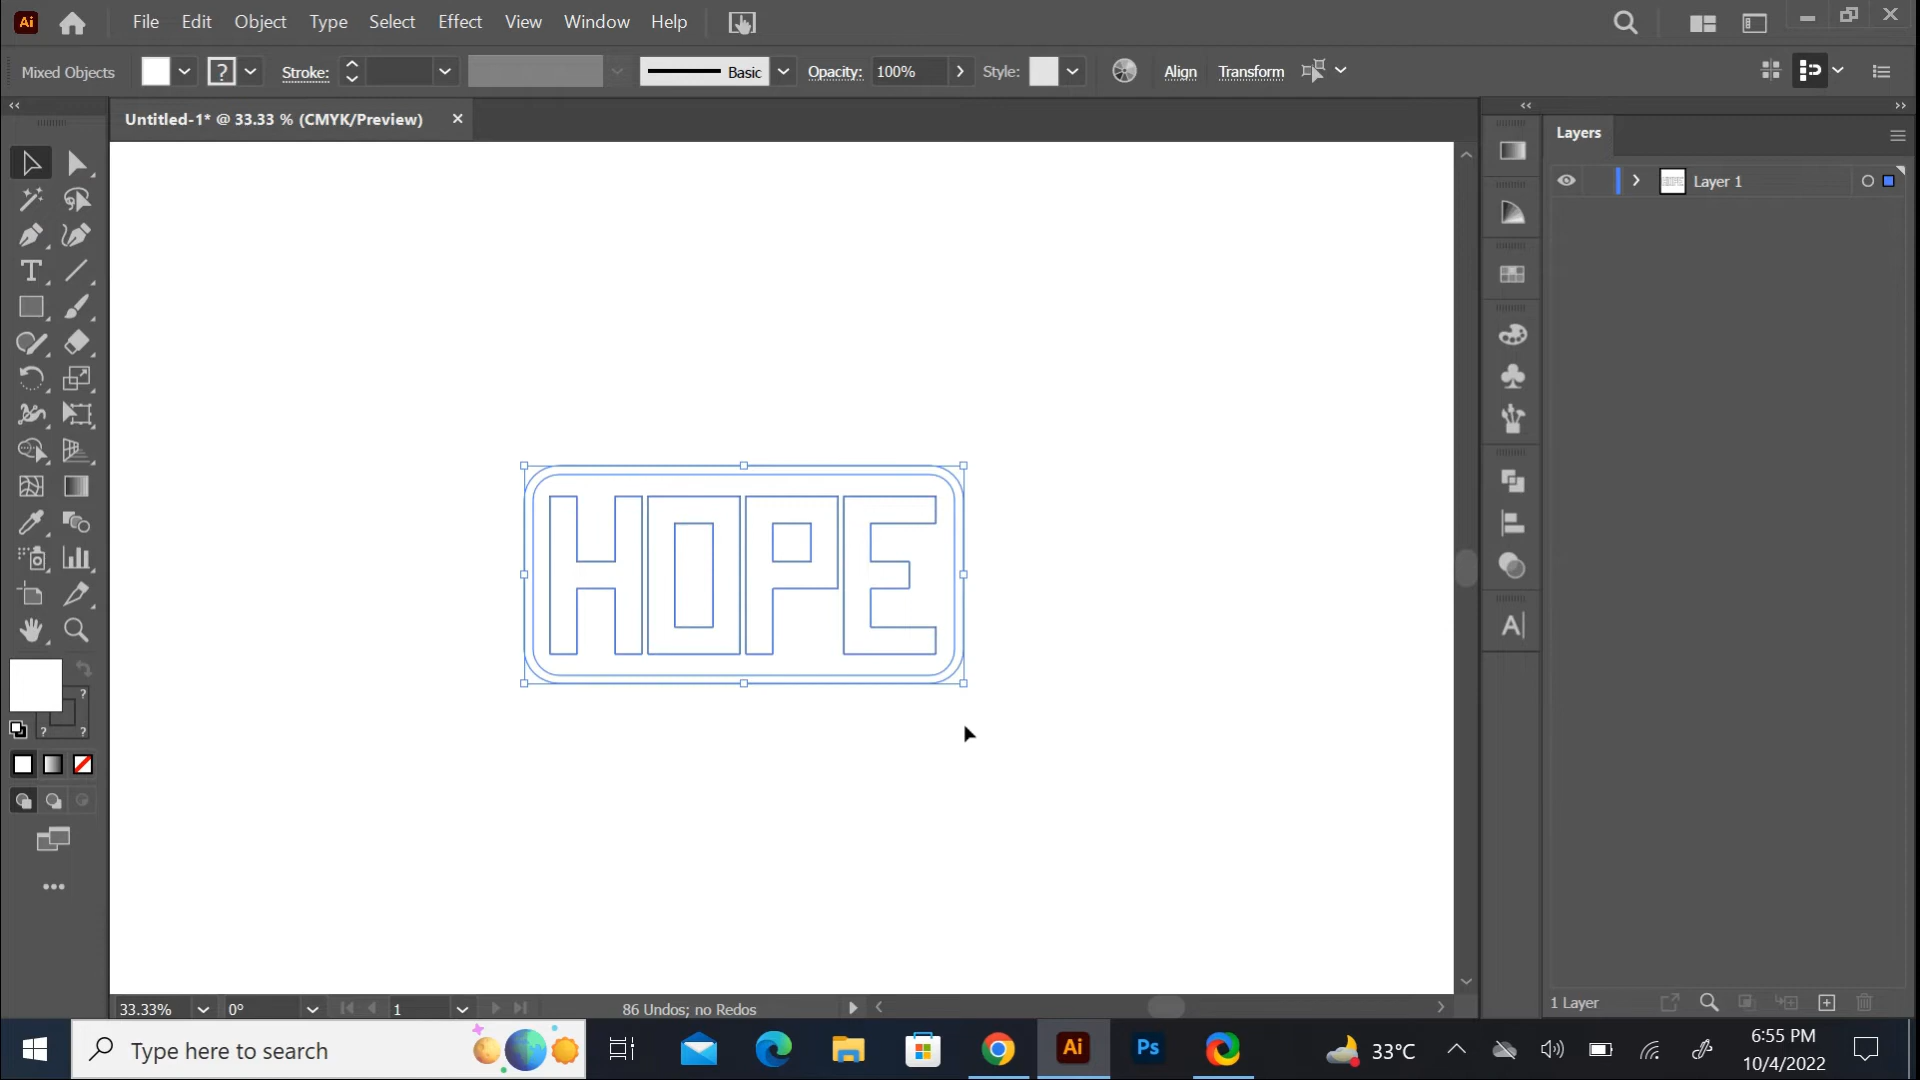 Ai File Edit Object Type Select Effect View Window Help
Mixed Objects ? Stroke: Basic Opacity: 100% Style: Align Transform
Untitled-1* @ 33.33 % (CMYK/Preview) ×
Layers
Layer 1
HOPE
33.33% 0° 1 86 Undos; no Redos
1 Layer
Type here to search
Ai Ps
33°C
6:55 PM
10/4/2022